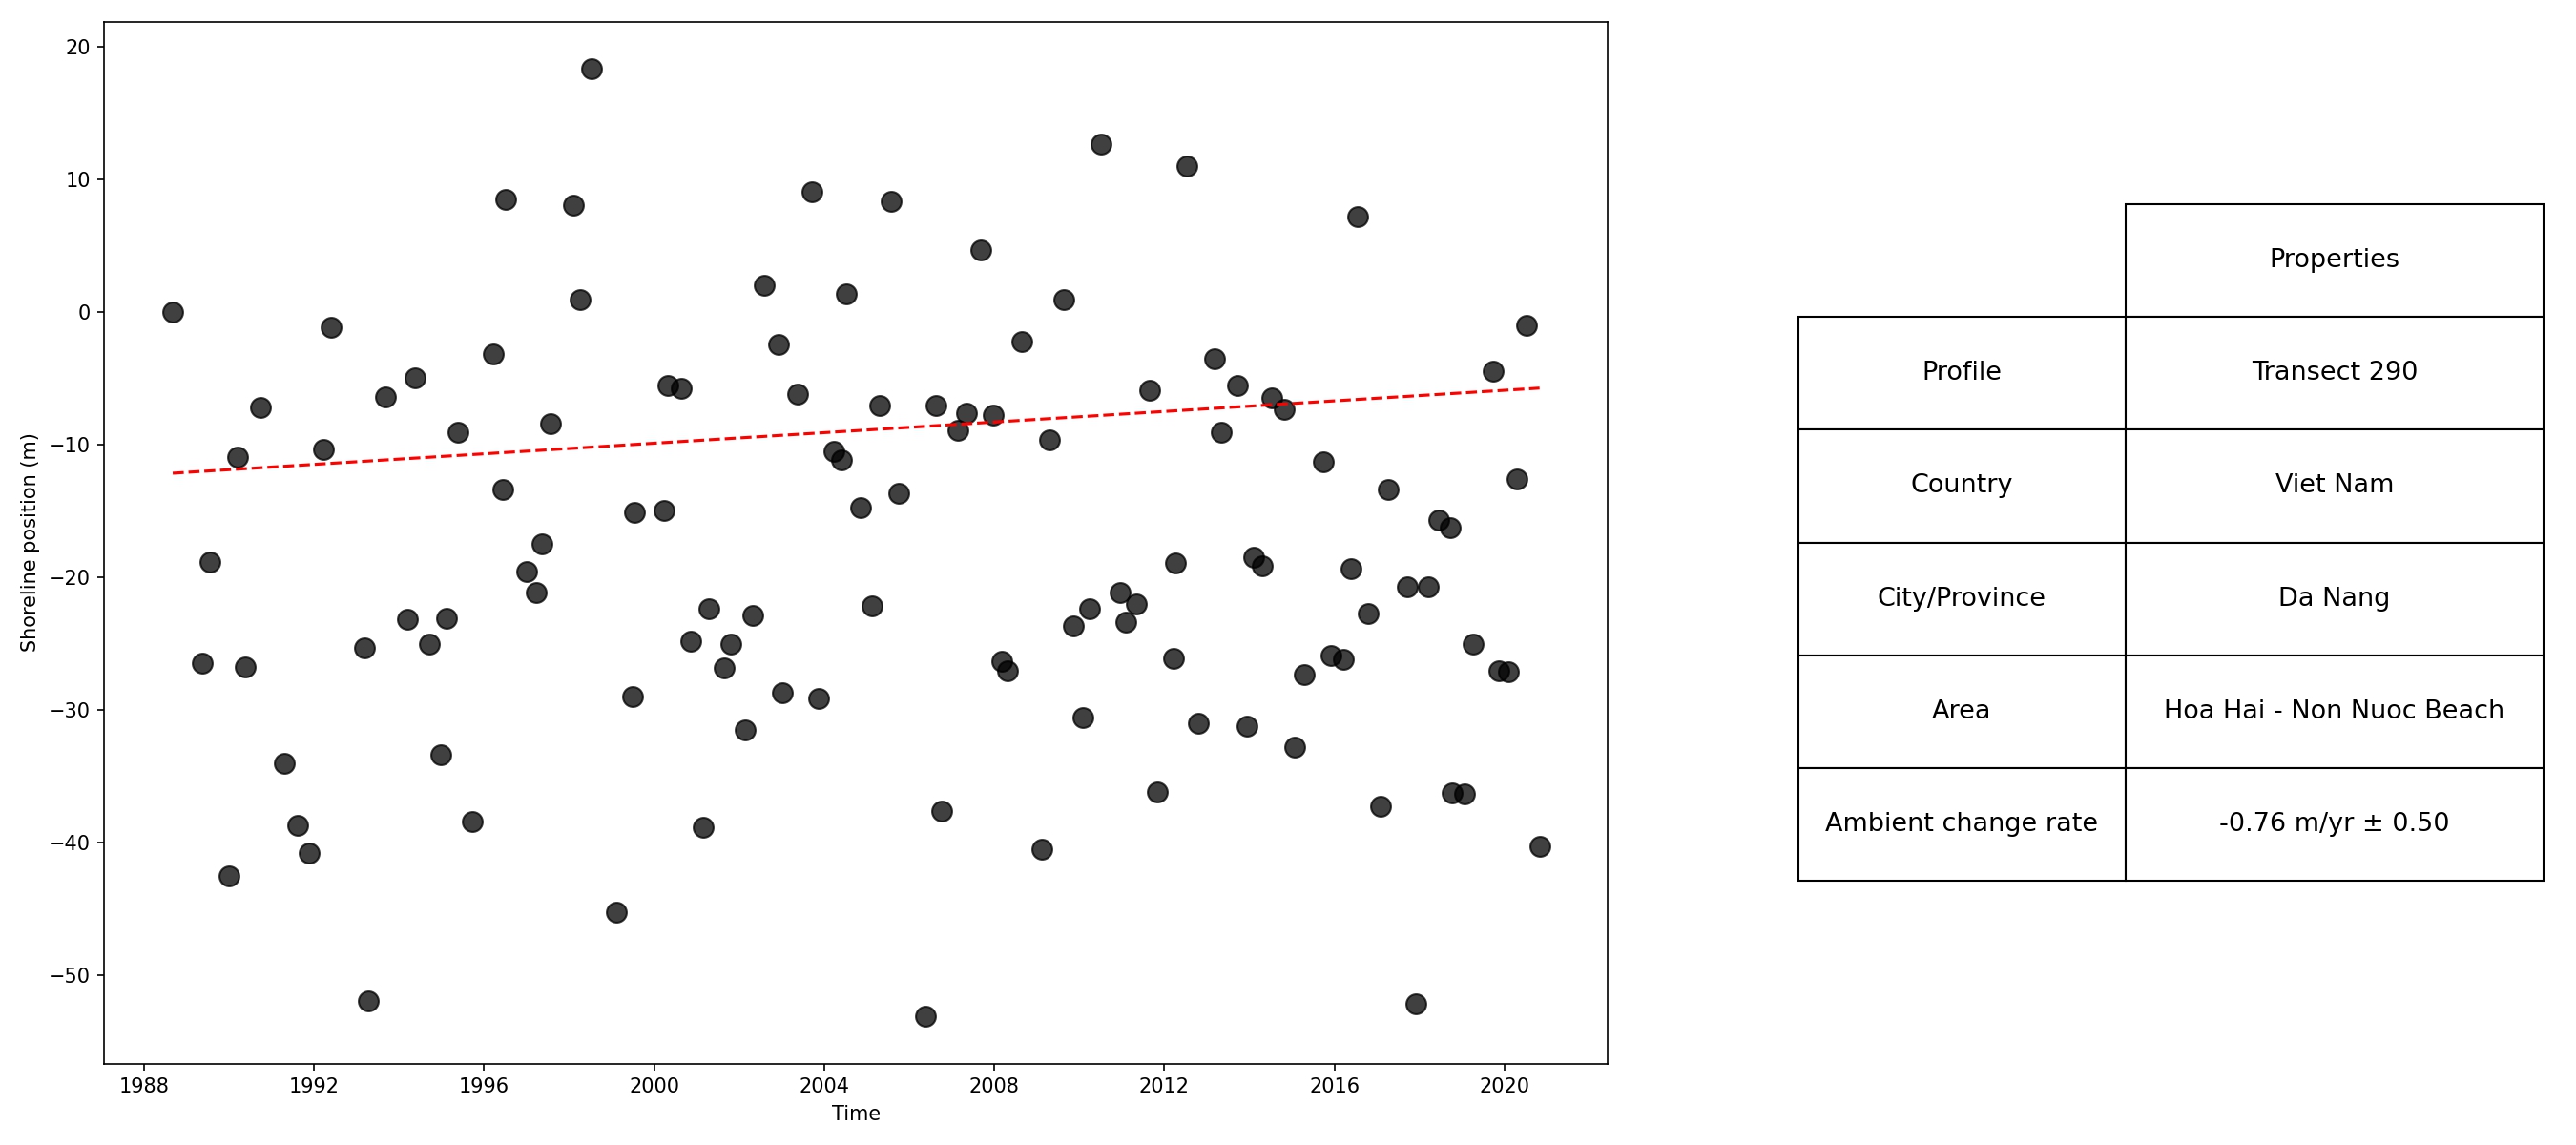 20
10
0
−10
−20
−30
−40
−50
Shoreline position (m)
1988 1992 1996 2000 2004 2008 2012 2016 2020
Time
Properties
Profile Transect 290
Country Viet Nam
City/Province Da Nang
Area Hoa Hai - Non Nuoc Beach
Ambient change rate -0.76 m/yr ± 0.50